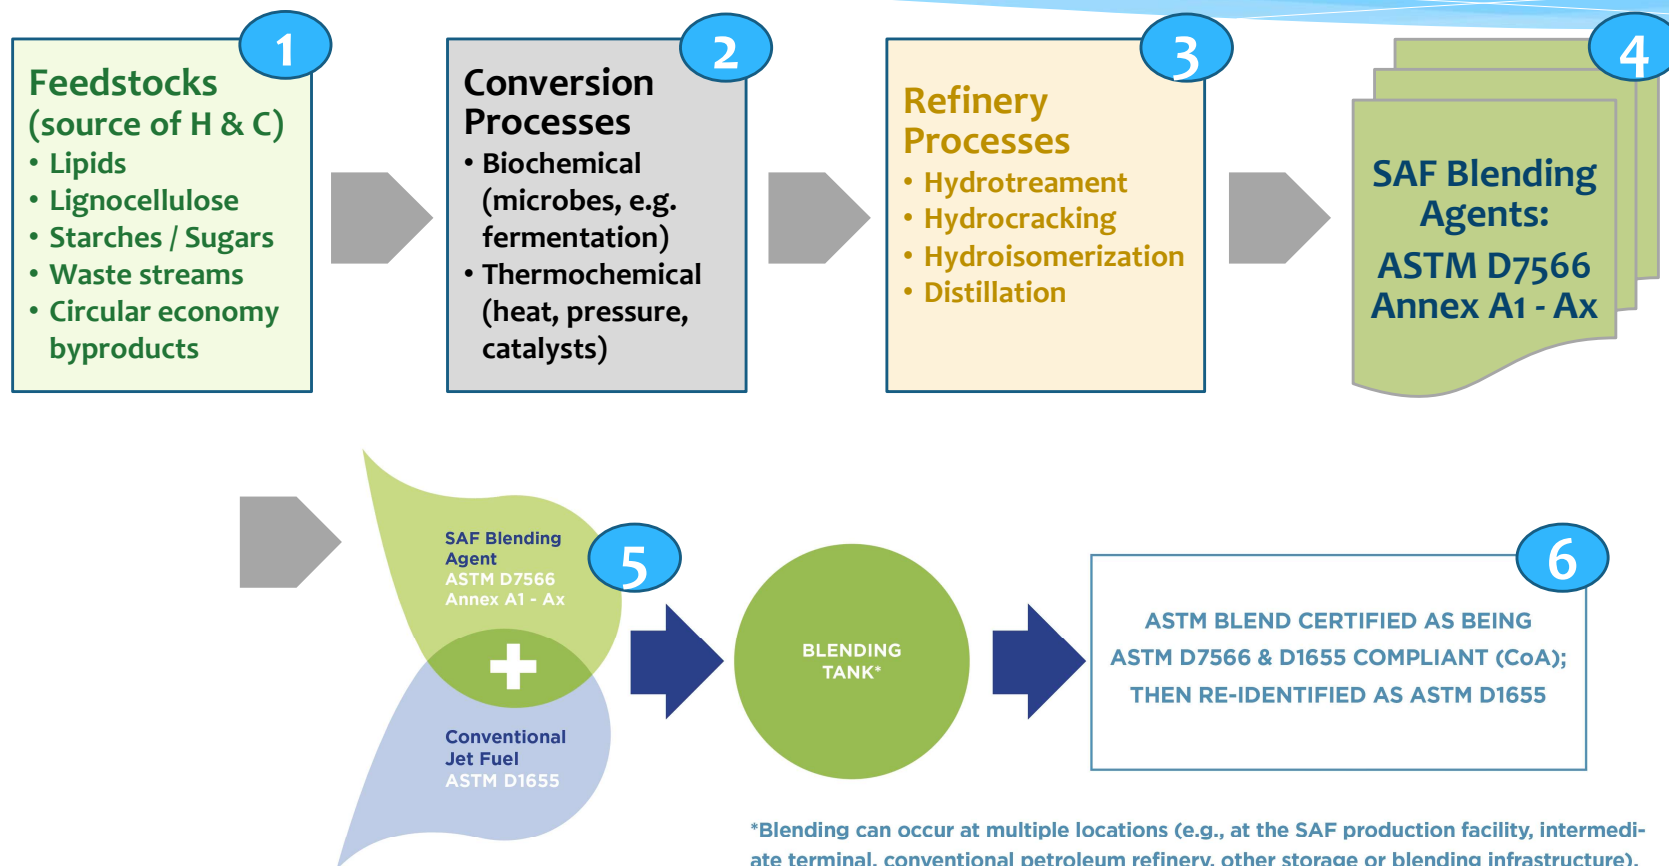 1
Feedstocks
(source of H & C)
• Lipids
• Lignocellulose
• Starches / Sugars
• Waste streams
• Circular economy
byproducts
2
Conversion
Processes
• Biochemical
(microbes, e.g.
fermentation)
• Thermochemical
(heat, pressure,
catalysts)
3
Refinery
Processes
• Hydrotreament
• Hydrocracking
• Hydroisomerization
• Distillation
4
SAF Blending
Agents:
ASTM D7566
Annex A1 - Ax
SAF Blending
Agent
ASTM D7566
Annex A1 - Ax
5
+
Conventional
Jet Fuel
ASTM D1655
BLENDING
TANK*
6
ASTM BLEND CERTIFIED AS BEING
ASTM D7566 & D1655 COMPLIANT (CoA);
THEN RE-IDENTIFIED AS ASTM D1655
*Blending can occur at multiple locations (e.g., at the SAF production facility, intermedi-
ate terminal, conventional petroleum refinery, other storage or blending infrastructure).